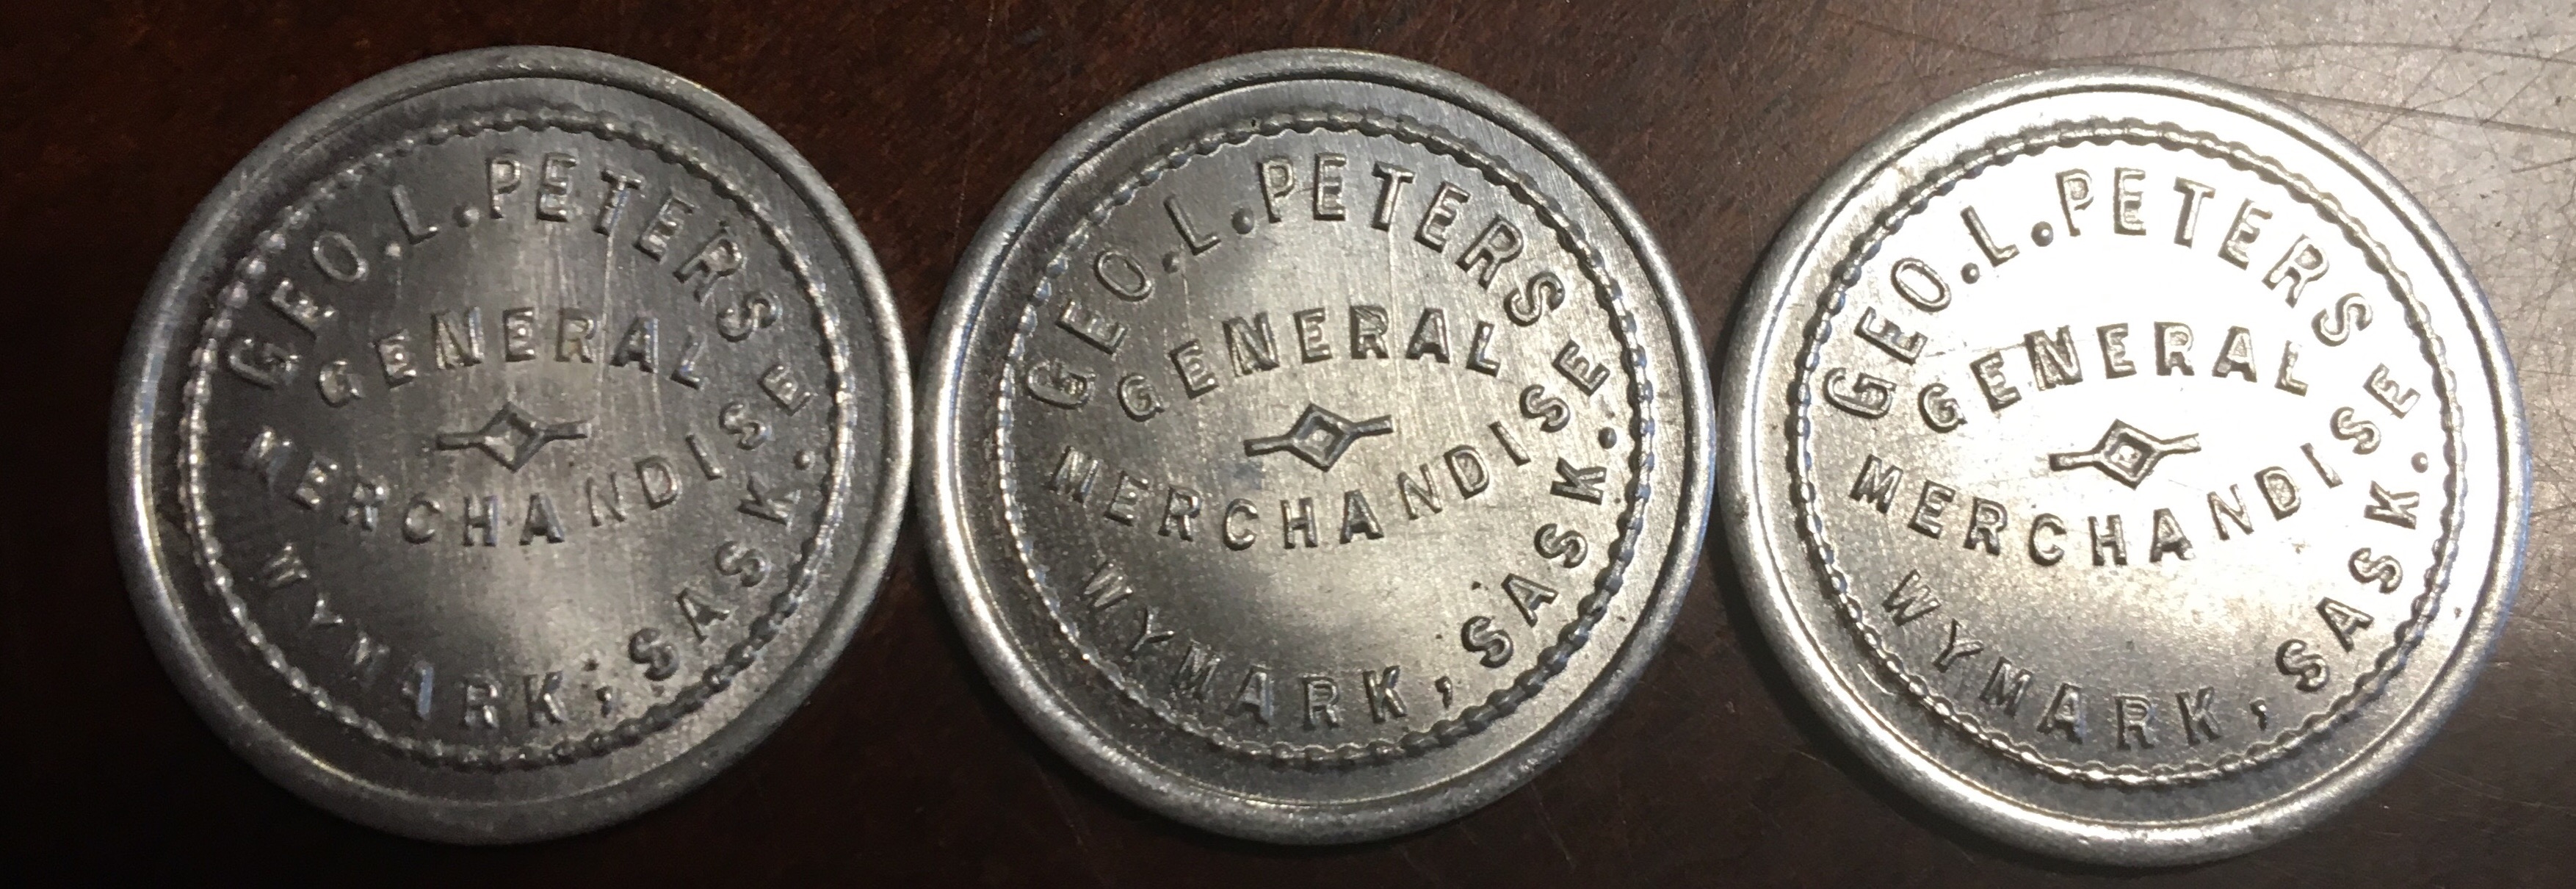 GEO. L. PETERS
GENERAL
MERCHANDISE
WYMARK, SASK.
GEO. L. PETERS
GENERAL
MERCHANDISE
WYMARK, SASK.
GEO. L. PETERS
GENERAL
MERCHANDISE
WYMARK, SASK.